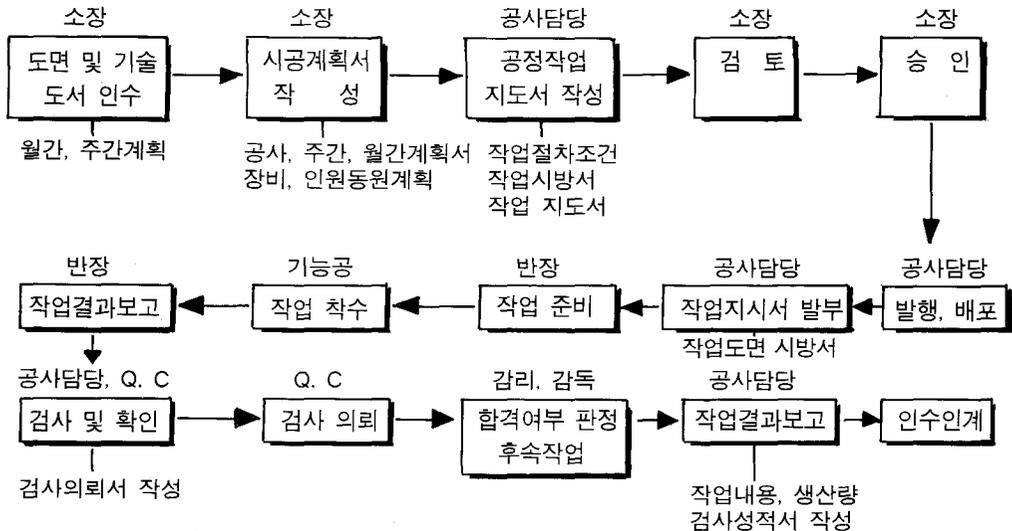 소장
도면 및 기술
도서 인수
월간, 주간계획
소장
시공계획서
작 성
공사, 주간, 월간계획서
장비, 인원동원계획
공사담당
공정작업
지도서 작성
작업절차조건
작업시방서
작업 지도서
소장
검 토
소장
승 인
공사담당
발행, 배포
공사담당
작업지시서 발부
작업도면 시방서
반장
작업 준비
기능공
작업 착수
반장
작업결과보고
공사담당, Q. C
검사 및 확인
검사의뢰서 작성
Q. C
검사 의뢰
감리, 감독
합격여부 판정
후속작업
공사담당
작업결과보고
작업내용, 생산량
검사성적서 작성
인수인계